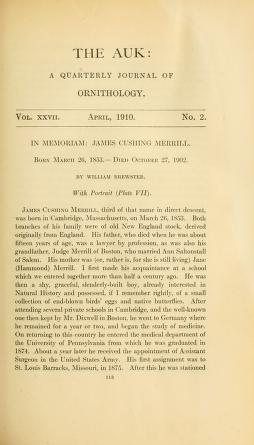 THE AUK:
A QUARTERLY JOURNAL OF
ORNITHOLOGY.
VOL. XXVII. APRIL, 1910. NO. 2.
IN MEMORIAM: JAMES CUSHING MERRILL.
BORN MARCH 26, 1853.—DIED OCTOBER 27, 1902.
BY WILLIAM BREWSTER.
With Portrait (Plate VII).
JAMES CUSHING MERRILL, third of that name in direct descent,
was born in Cambridge, Massachusetts, on March 26, 1853. Both
branches of his family were of old New England stock, derived
originally from England. His father, who died when he was about
fifteen years of age, was a lawyer by profession, as was also his
grandfather, Judge Merrill of Boston, who married Ann Saltonstall
of Salem. His mother was (or, rather is, for she is still living) Jane
(Hammond) Merrill. I first made his acquaintance at a school
which we entered together more than half a century ago. He was
then a shy, graceful, slenderly-built boy, already interested in
Natural History and possessed, if I remember rightly, of a small
collection of end-blown birds' eggs and native butterflies. After
attending several private schools in Cambridge, and the well-known
one then kept by Mr. Dixwell in Boston, he went to Germany where
he remained for a year or two, and began the study of medicine.
On returning to this country he entered the medical department of
the University of Pennsylvania from which he was graduated in
1874. About a year later he received the appointment of Assistant
Surgeon in the United States Army. His first assignment was to
St. Louis Barracks, Missouri, in 1875. After this he was stationed
113